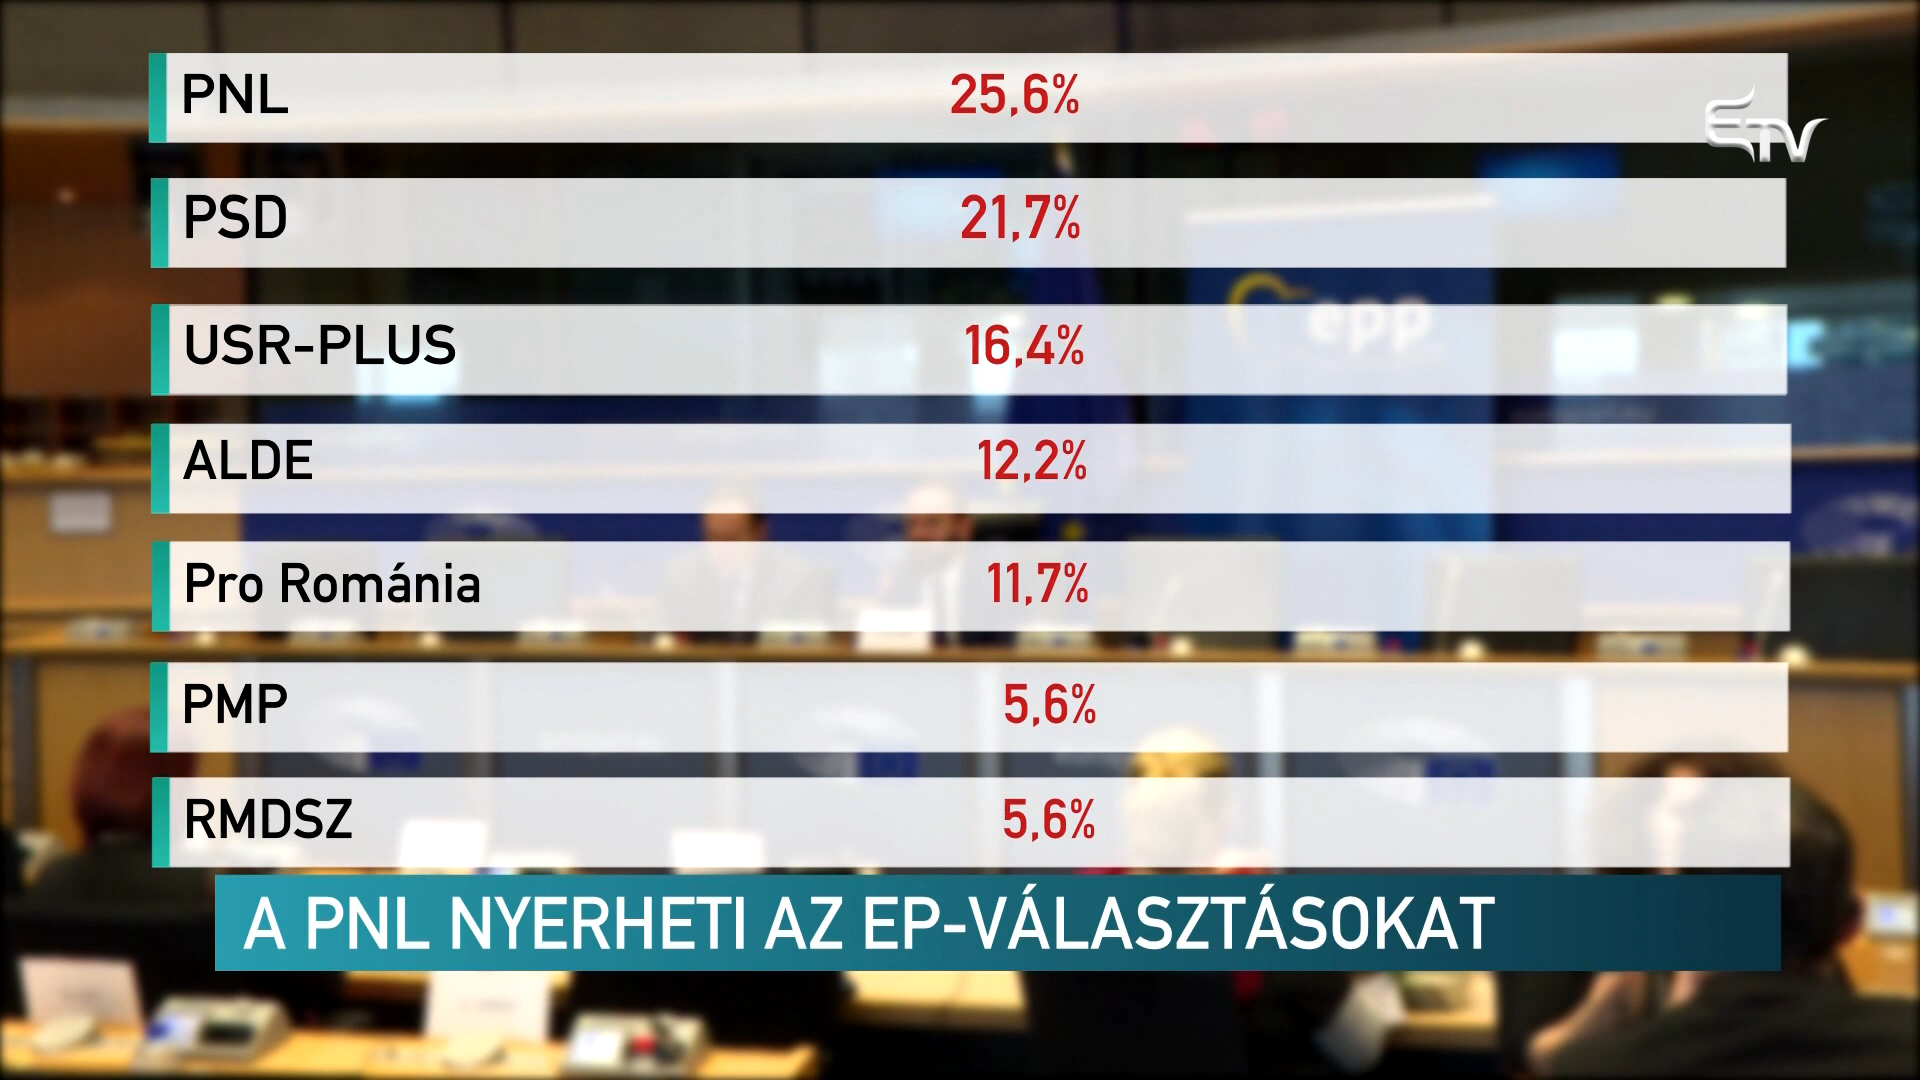 PNL 25,6%
ETV
PSD 21,7%
epp
USR-PLUS 16,4%
ALDE 12,2%
Pro Románia 11,7%
PMP 5,6%
RMDSZ 5,6%
A PNL NYERHETI AZ EP-VÁLASZTÁSOKAT